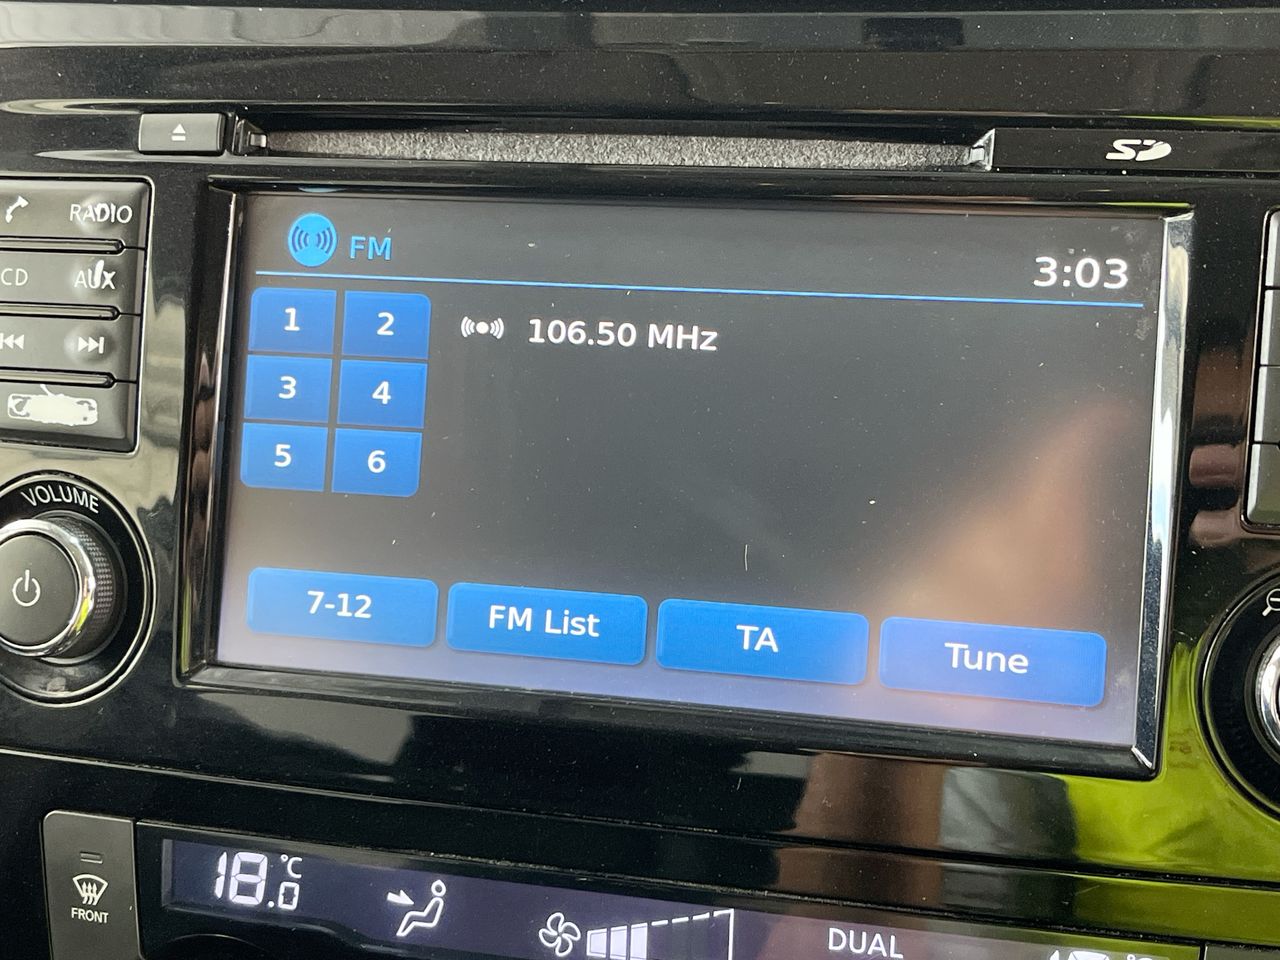 SD
RADIO
CD
AUX
VOLUME
FM
3:03
1
2
106.50 MHz
3
4
5
6
7-12
FM List
TA
Tune
18.0 °C
FRONT
DUAL